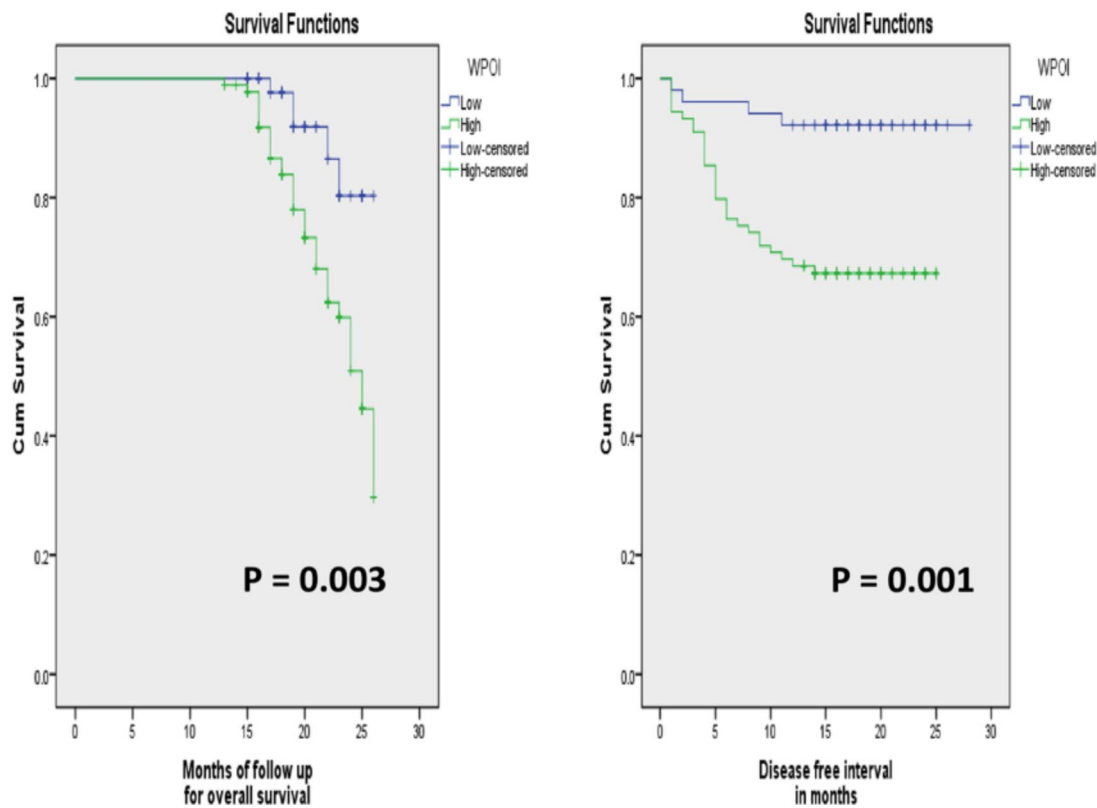 Survival Functions
WPOI
Low
High
Low-censored
High-censored
1.0
0.8
0.6
0.4
0.2
0.0
Cum Survival
P = 0.003
0 5 10 15 20 25 30
Months of follow up
for overall survival
Survival Functions
WPOI
Low
High
Low-censored
High-censored
1.0
0.8
0.6
0.4
0.2
0.0
Cum Survival
P = 0.001
0 5 10 15 20 25 30
Disease free interval
in months